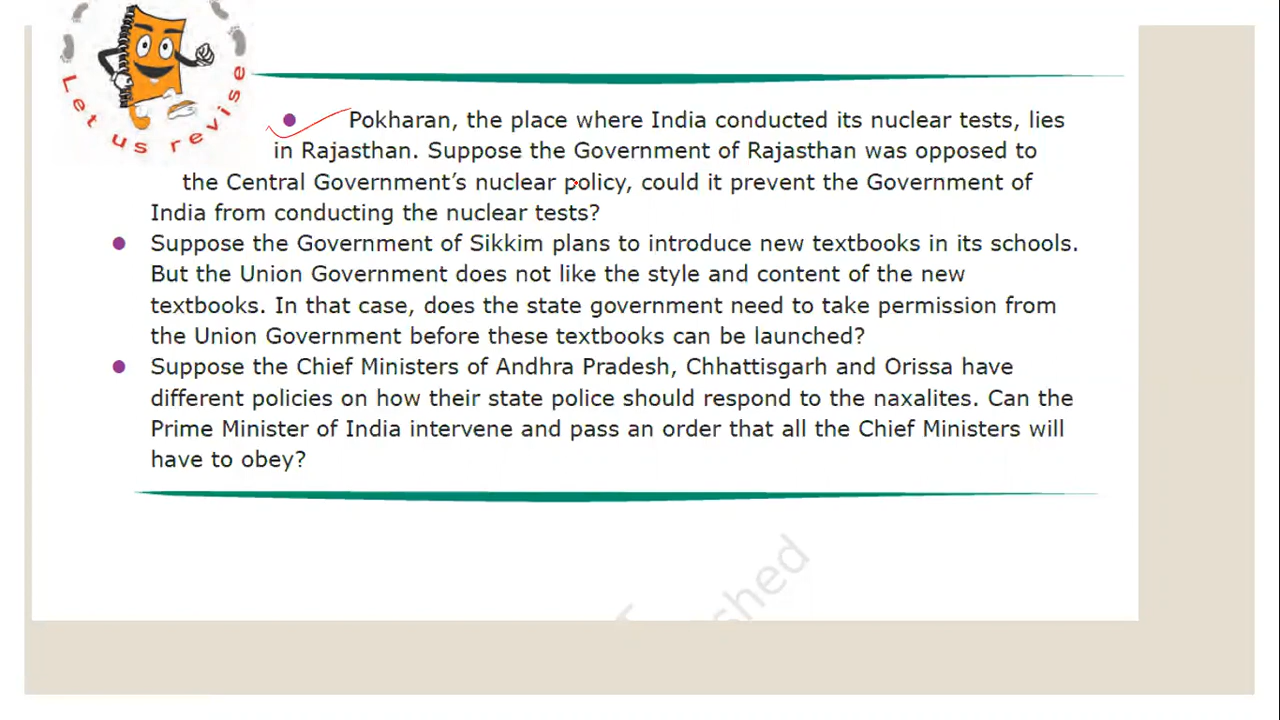 Let us revise
● Pokharan, the place where India conducted its nuclear tests, lies
in Rajasthan. Suppose the Government of Rajasthan was opposed to
the Central Government’s nuclear policy, could it prevent the Government of
India from conducting the nuclear tests?
● Suppose the Government of Sikkim plans to introduce new textbooks in its schools.
But the Union Government does not like the style and content of the new
textbooks. In that case, does the state government need to take permission from
the Union Government before these textbooks can be launched?
● Suppose the Chief Ministers of Andhra Pradesh, Chhattisgarh and Orissa have
different policies on how their state police should respond to the naxalites. Can the
Prime Minister of India intervene and pass an order that all the Chief Ministers will
have to obey?
shed